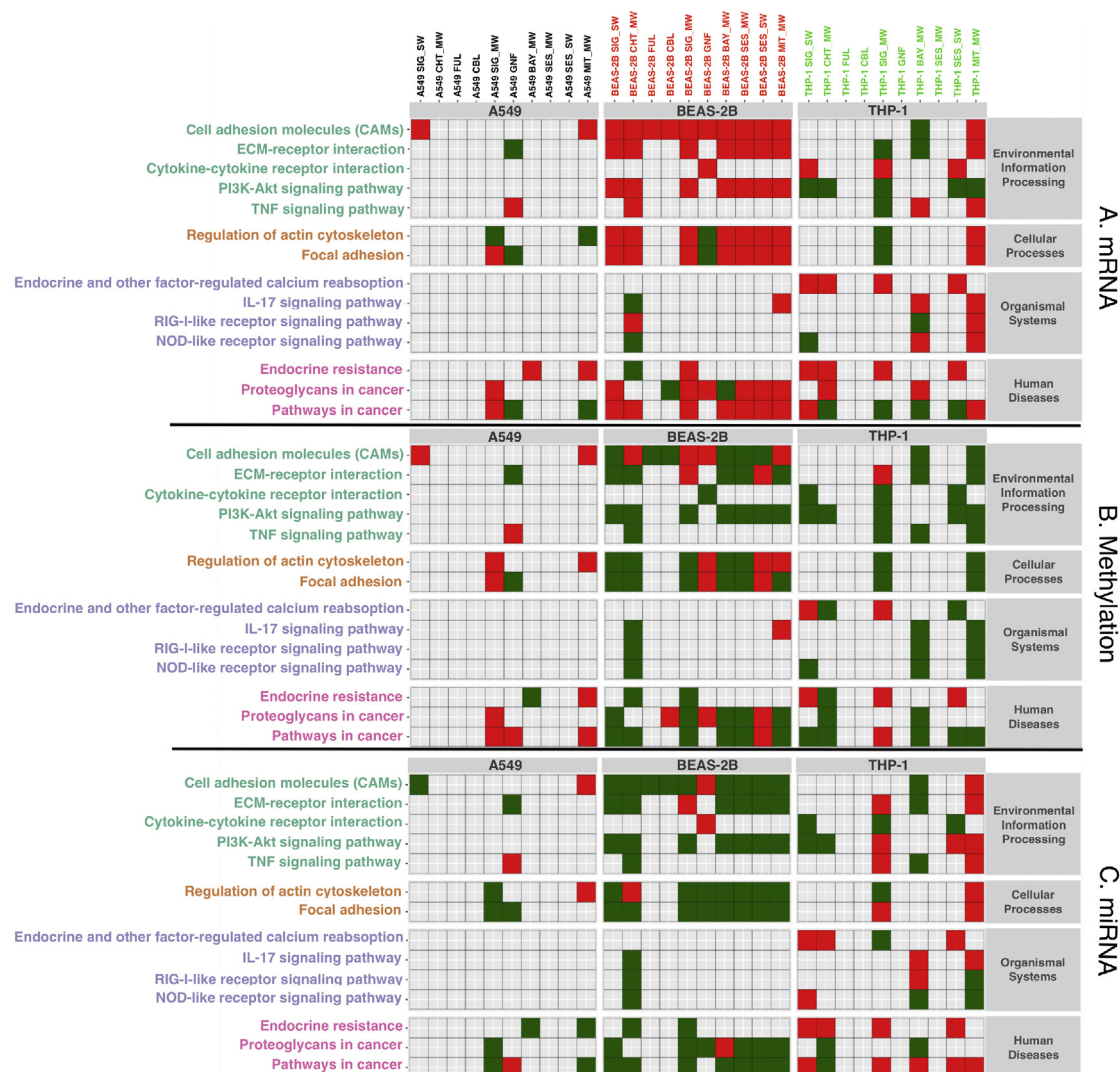 A549 SIG_SW
A549 CHT_MW
A549 FUL
A549 CBL
A549 SIG_MW
A549 GNF
A549 BAY_MW
A549 SES_MW
A549 SES_SW
A549 MIT_MW
BEAS-2B SIG_SW
BEAS-2B CHT_MW
BEAS-2B FUL
BEAS-2B CBL
BEAS-2B SIG_MW
BEAS-2B GNF
BEAS-2B BAY_MW
BEAS-2B SES_MW
BEAS-2B SES_SW
BEAS-2B MIT_MW
THP-1 SIG_SW
THP-1 CHT_MW
THP-1 FUL
THP-1 CBL
THP-1 SIG_MW
THP-1 GNF
THP-1 BAY_MW
THP-1 SES_MW
THP-1 SES_SW
THP-1 MIT_MW
A549 BEAS-2B THP-1
Cell adhesion molecules (CAMs)
ECM-receptor interaction
Cytokine-cytokine receptor interaction
PI3K-Akt signaling pathway
TNF signaling pathway
Environmental
Information
Processing
Regulation of actin cytoskeleton
Focal adhesion
Cellular
Processes
Endocrine and other factor-regulated calcium reabsoption
IL-17 signaling pathway
RIG-I-like receptor signaling pathway
NOD-like receptor signaling pathway
Organismal
Systems
Endocrine resistance
Proteoglycans in cancer
Pathways in cancer
Human
Diseases
A. mRNA
A549 BEAS-2B THP-1
Cell adhesion molecules (CAMs)
ECM-receptor interaction
Cytokine-cytokine receptor interaction
PI3K-Akt signaling pathway
TNF signaling pathway
Environmental
Information
Processing
Regulation of actin cytoskeleton
Focal adhesion
Cellular
Processes
Endocrine and other factor-regulated calcium reabsoption
IL-17 signaling pathway
RIG-I-like receptor signaling pathway
NOD-like receptor signaling pathway
Organismal
Systems
Endocrine resistance
Proteoglycans in cancer
Pathways in cancer
Human
Diseases
B. Methylation
A549 BEAS-2B THP-1
Cell adhesion molecules (CAMs)
ECM-receptor interaction
Cytokine-cytokine receptor interaction
PI3K-Akt signaling pathway
TNF signaling pathway
Environmental
Information
Processing
Regulation of actin cytoskeleton
Focal adhesion
Cellular
Processes
Endocrine and other factor-regulated calcium reabsoption
IL-17 signaling pathway
RIG-I-like receptor signaling pathway
NOD-like receptor signaling pathway
Organismal
Systems
Endocrine resistance
Proteoglycans in cancer
Pathways in cancer
Human
Diseases
C. miRNA